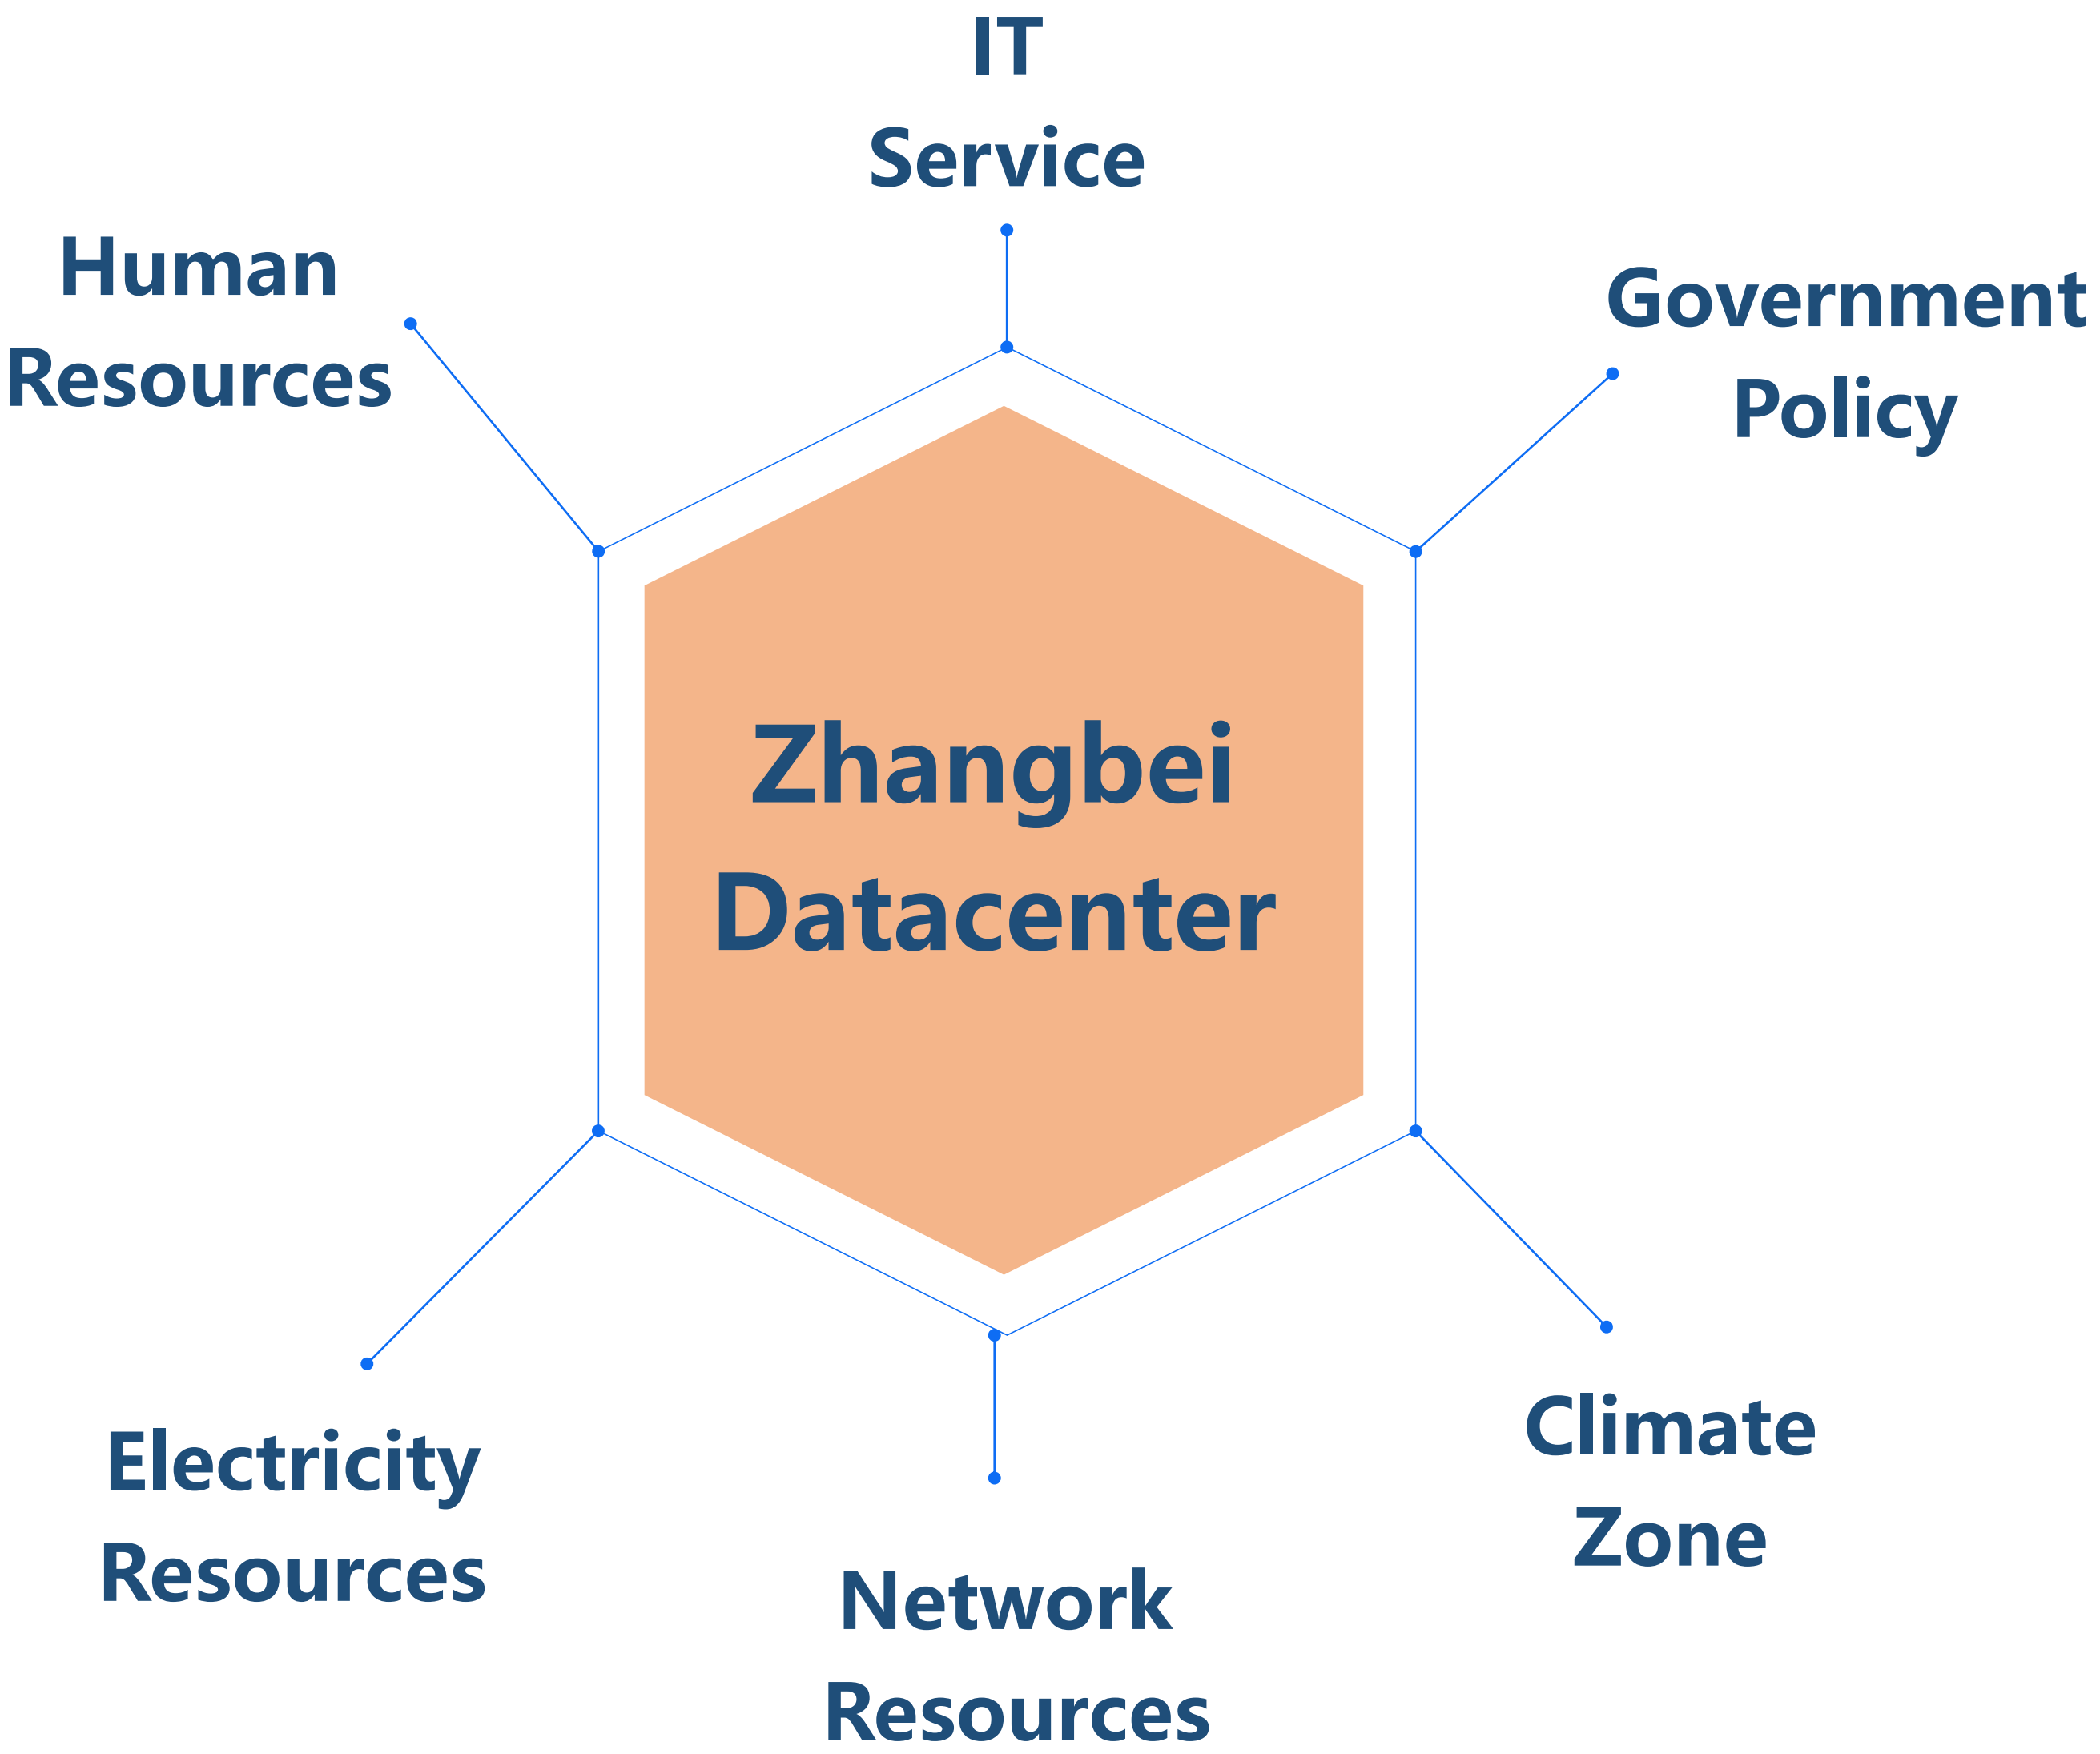 IT
Service
Human
Resources
Government
Policy
Zhangbei
Datacenter
Electricity
Resources
Network
Resources
Climate
Zone